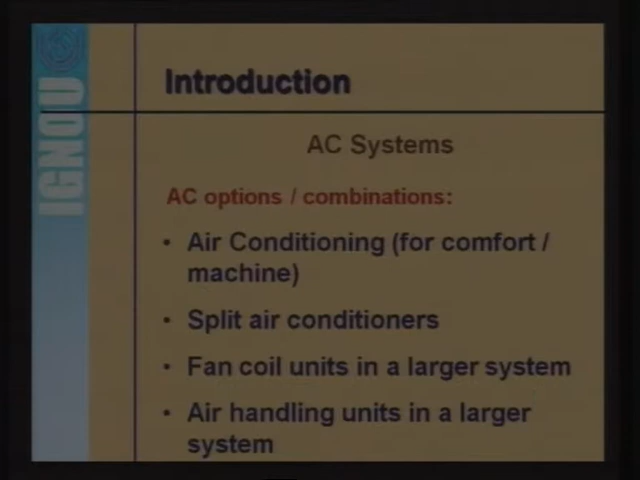 IGNOU
Introduction
AC Systems
AC options / combinations:
• Air Conditioning (for comfort /
machine)
• Split air conditioners
• Fan coil units in a larger system
• Air handling units in a larger
system